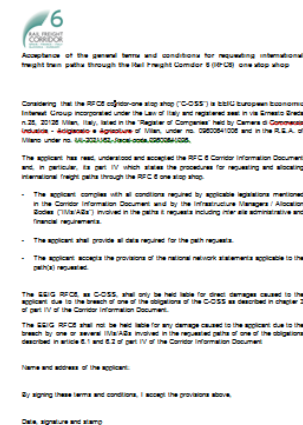 6
RAIL FREIGHT
CORRIDOR
Acceptance of the general terms and conditions for requesting international
freight train paths through the Rail Freight Corridor 6 (RFC6) one stop shop
Considering that the RFC6 corridor-one stop shop ("C-OSS") is EEIG European Economic
Interest Group incorporated under the Law of Italy and registered seat in via Ernesto Breda
n.28, 20126 Milan, Italy, listed in the "Register of Companies" held by Camera di Commercio
Industria - Artigianato e Agricoltura of Milan, under no. and in the R.E.A. of
Milano under no.
The applicant has read, understood and accepted the RFC 6 Corridor Information Document
and, in particular, its part IV which states the procedures for requesting and allocating
international freight paths through the RFC 6 one stop shop.
- The applicant complies with all conditions required by applicable legislations mentioned
in the Corridor Information Document and by the Infrastructure Managers / Allocation
Bodies ("IMs/ABs") involved in the paths it requests including inter alia administrative and
financial requirements.
- The applicant shall provide all data required for the path requests.
- The applicant accepts the provisions of the national network statements applicable to the
path(s) requested.
The EEIG RFC6, as C-OSS, shall only be held liable for direct damages caused to the
applicant due to the breach of one of the obligations of the C-OSS as described in chapter 3
of part IV of the Corridor Information Document.
The EEIG RFC6 shall not be held liable for any damage caused to the applicant due to the
breach by one or several IMs/ABs involved in the requested paths of one of the obligations
described in article 6.1 and 6.2 of part IV of the Corridor Information Document
Name and address of the applicant:
By signing these terms and conditions, I accept the provisions above,
Date, signature and stamp